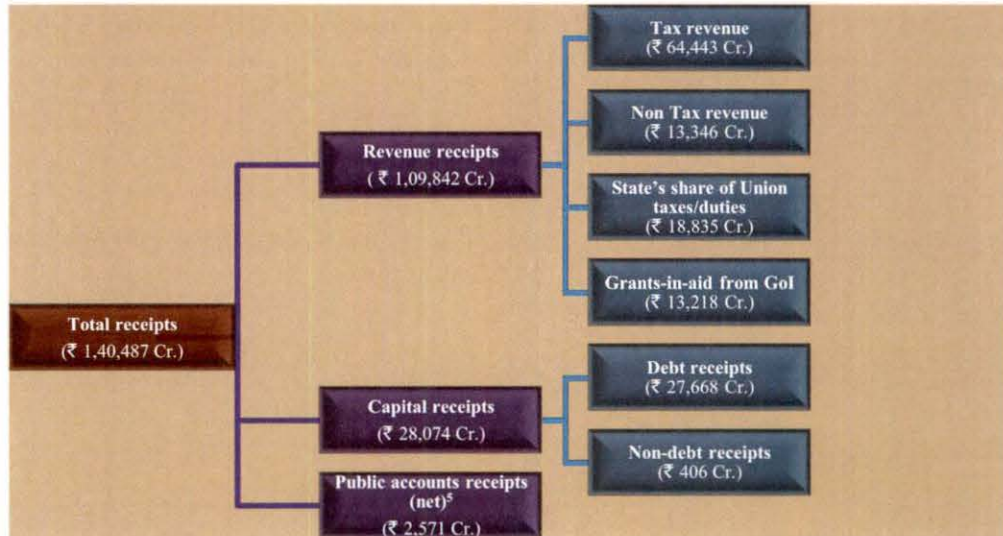 Tax revenue
(₹ 64,443 Cr.)
Non Tax revenue
(₹ 13,346 Cr.)
Revenue receipts
( ₹ 1,09,842 Cr.)
State's share of Union
taxes/duties
(₹ 18,835 Cr.)
Grants-in-aid from GoI
(₹ 13,218 Cr.)
Total receipts
(₹ 1,40,487 Cr.)
Debt receipts
(₹ 27,668 Cr.)
Capital receipts
(₹ 28,074 Cr.)
Non-debt receipts
(₹ 406 Cr.)
Public accounts receipts
(net)⁵
(₹ 2,571 Cr.)